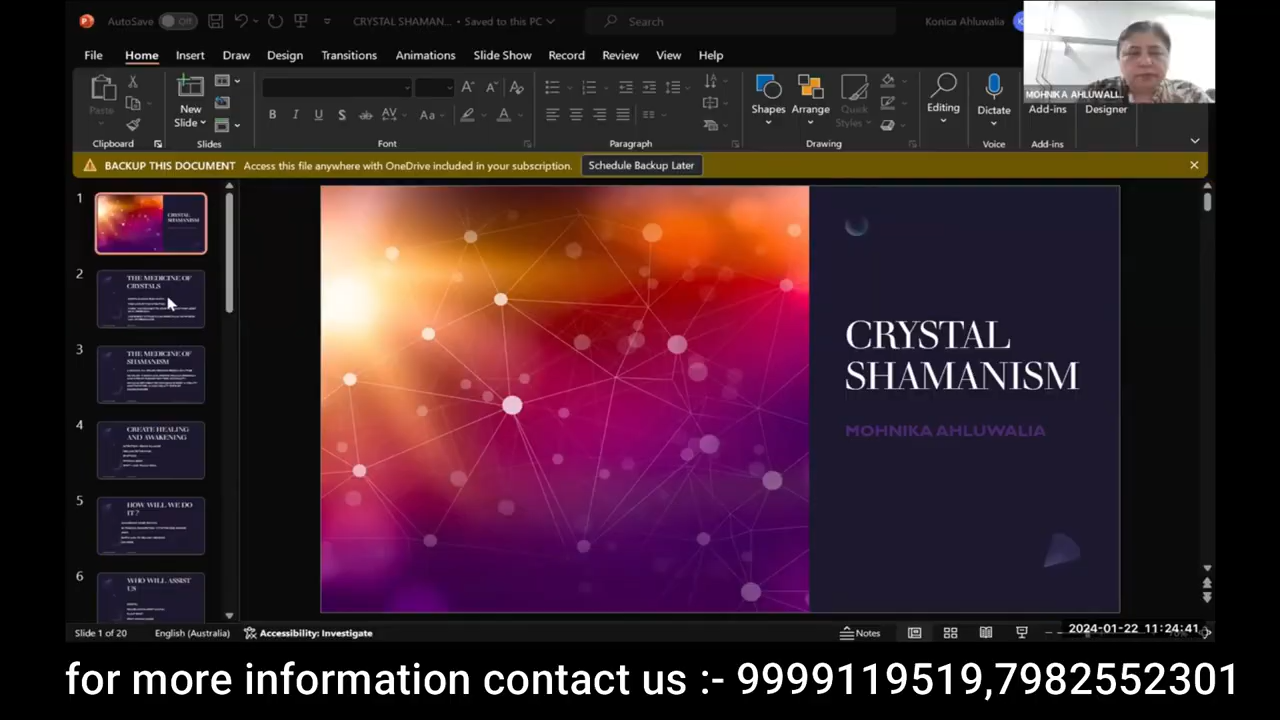 AutoSave Off CRYSTAL SHAMAN... • Saved to this PC Search Konica Ahluwalia
File Home Insert Draw Design Transitions Animations Slide Show Record Review View Help
MOHNIKA AHLUWALI...
Paste New Slide B I U S ab AV Aa A Shapes Arrange Quick Styles Editing Dictate Add-ins Designer
Clipboard Slides Font Paragraph Drawing Voice Add-ins
BACKUP THIS DOCUMENT Access this file anywhere with OneDrive included in your subscription. Schedule Backup Later
1
CRYSTAL
SHAMANISM
2
THE MEDICINE OF
CRYSTALS
3
THE MEDICINE OF
SHAMANISM
4
CREATE HEALING
AND AWAKENING
5
HOW WILL WE DO
IT?
6
WHO WILL ASSIST
US
CRYSTAL
SHAMANISM
MOHNIKA AHLUWALIA
Slide 1 of 20 English (Australia) Accessibility: Investigate Notes 2024-01-22 11:24:41
for more information contact us :- 9999119519,7982552301